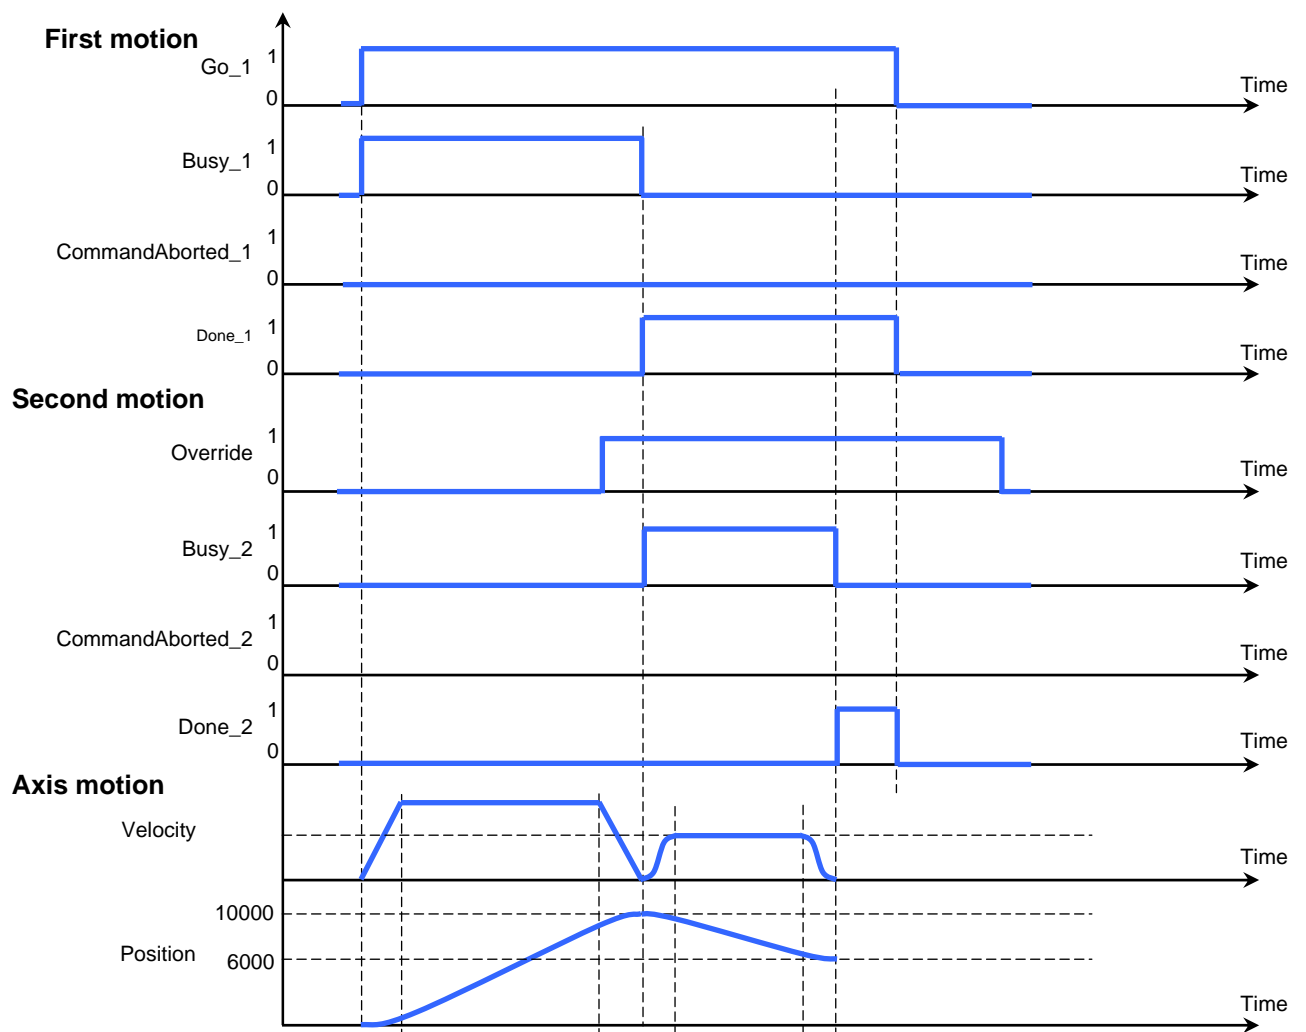 First motion
Go_1
1
0
Time
Busy_1
1
0
Time
CommandAborted_1
1
0
Time
Done_1
1
0
Time
Second motion
Override
1
0
Time
Busy_2
1
0
Time
CommandAborted_2
1
0
Time
Done_2
1
0
Time
Axis motion
Velocity
Time
10000
Position
6000
Time